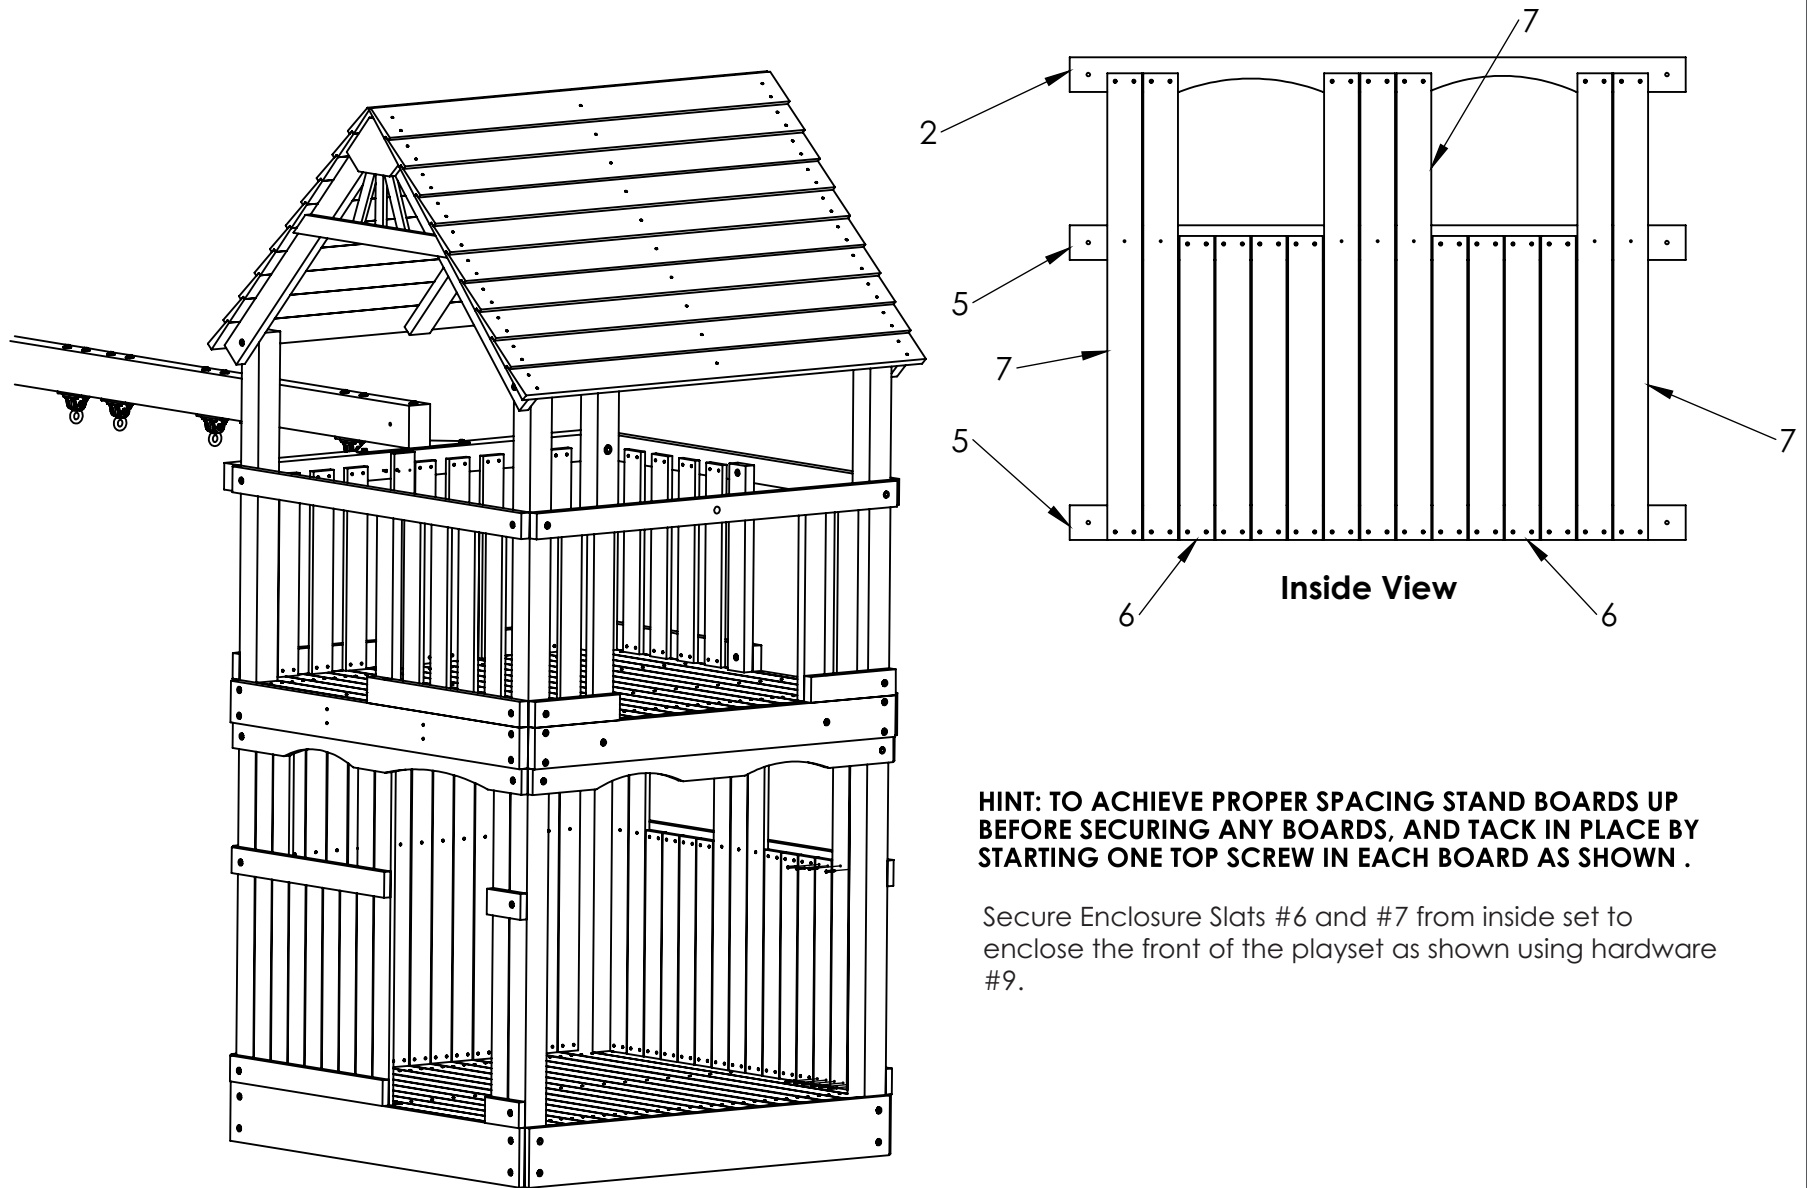 7
2
5
7
5
7
6
6
Inside View
HINT: TO ACHIEVE PROPER SPACING STAND BOARDS UP
BEFORE SECURING ANY BOARDS, AND TACK IN PLACE BY
STARTING ONE TOP SCREW IN EACH BOARD AS SHOWN .
Secure Enclosure Slats #6 and #7 from inside set to
enclose the front of the playset as shown using hardware
#9.